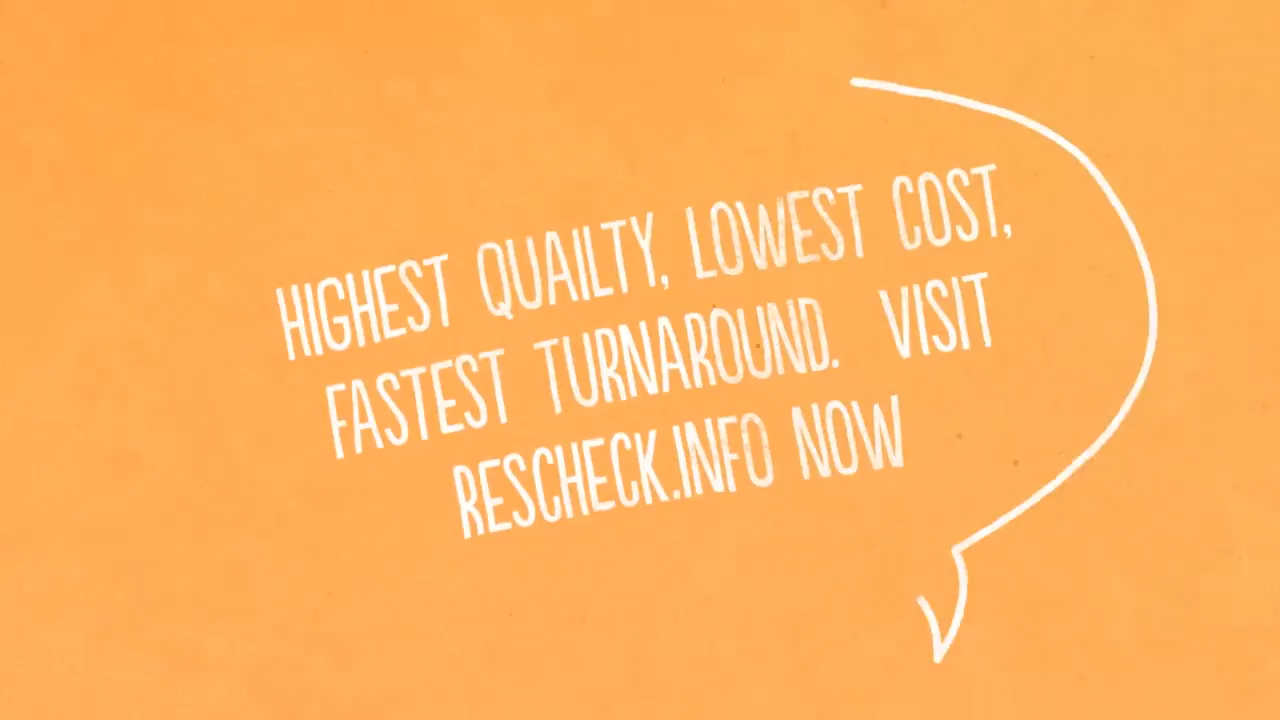 HIGHEST QUAILTY, LOWEST COST,
FASTEST TURNAROUND. VISIT
RESCHECK.INFO NOW